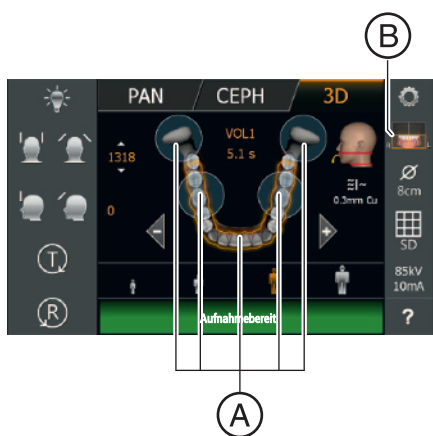 B
PAN
CEPH
3D
VOL1
5.1 s
1318
0
0.3mm Cu
8cm
SD
85kV
10mA
T
R
Aufnahmebereit
?
A